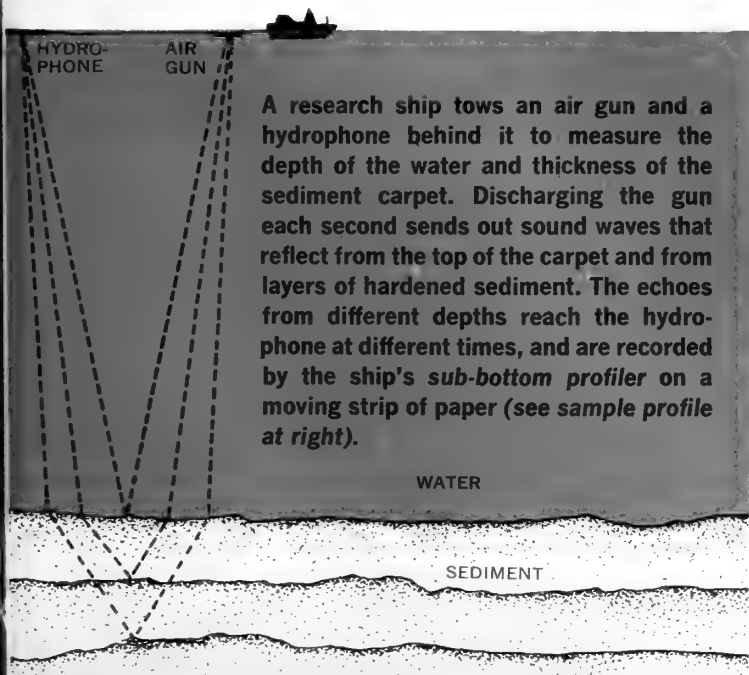 HYDRO-
PHONE
AIR
GUN
A research ship tows an air gun and a
hydrophone behind it to measure the
depth of the water and thickness of the
sediment carpet. Discharging the gun
each second sends out sound waves that
reflect from the top of the carpet and from
layers of hardened sediment. The echoes
from different depths reach the hydro-
phone at different times, and are recorded
by the ship's sub-bottom profiler on a
moving strip of paper (see sample profile
at right).
WATER
SEDIMENT